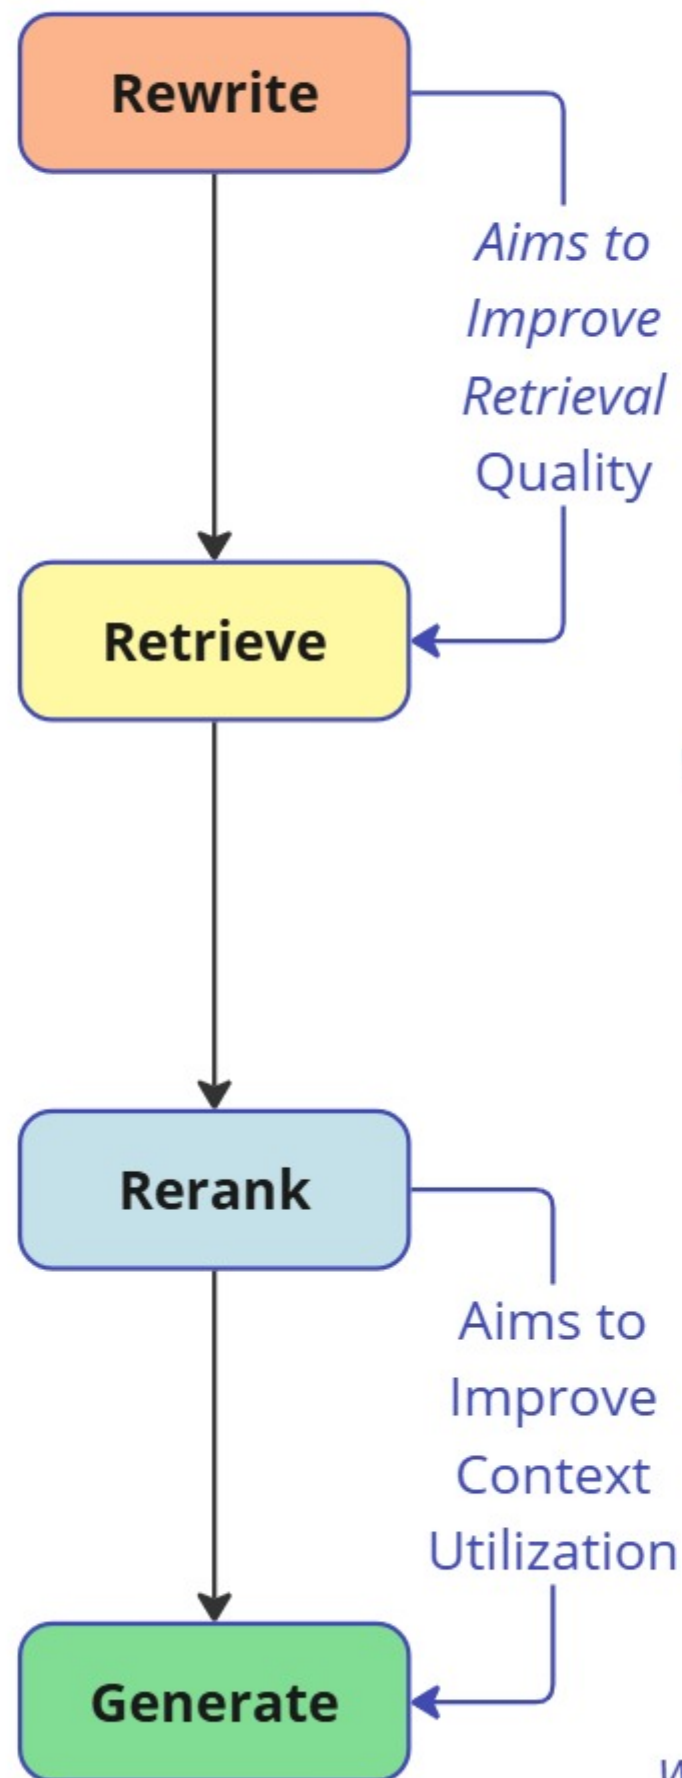 Rewrite
Aims to
Improve
Retrieval
Quality
Retrieve
Rerank
Aims to
Improve
Context
Utilization
Generate